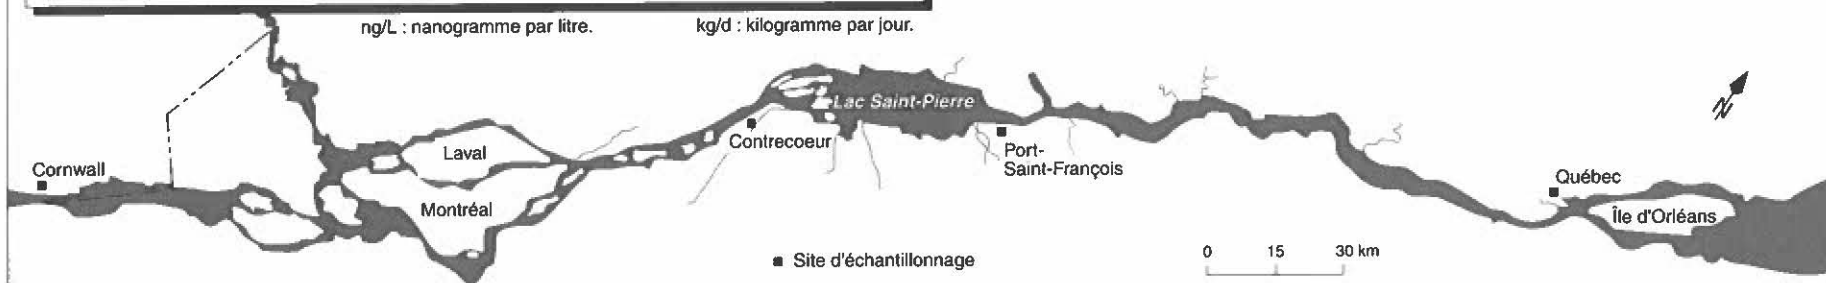 ng/L : nanogramme par litre.
kg/d : kilogramme par jour.
Lac Saint-Pierre
Contrecoeur
Laval
Port-
Saint-François
Cornwall
Québec
Montréal
Île d'Orléans
N
Site d'échantillonnage
0 15 30 km